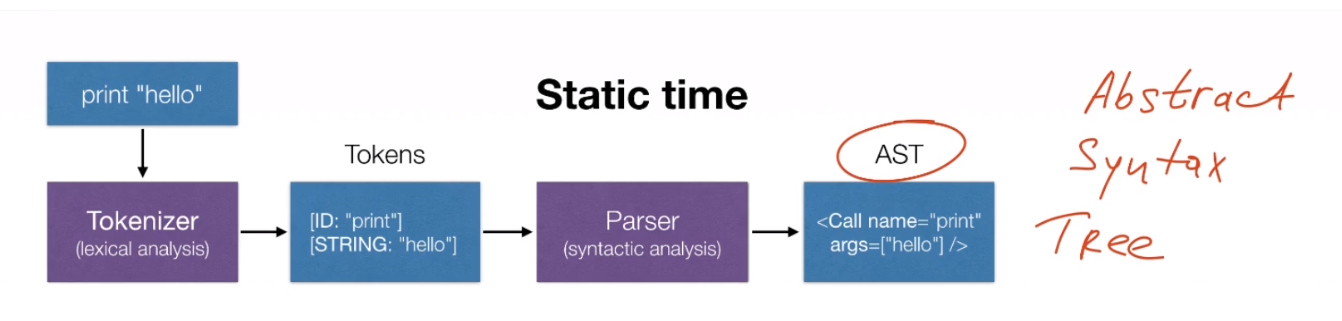 print "hello"
Static time
Abstract
Syntax
Tree
Tokens
AST
Tokenizer
(lexical analysis)
[ID: "print"]
[STRING: "hello"]
Parser
(syntactic analysis)
<Call name="print"
args=["hello"] />